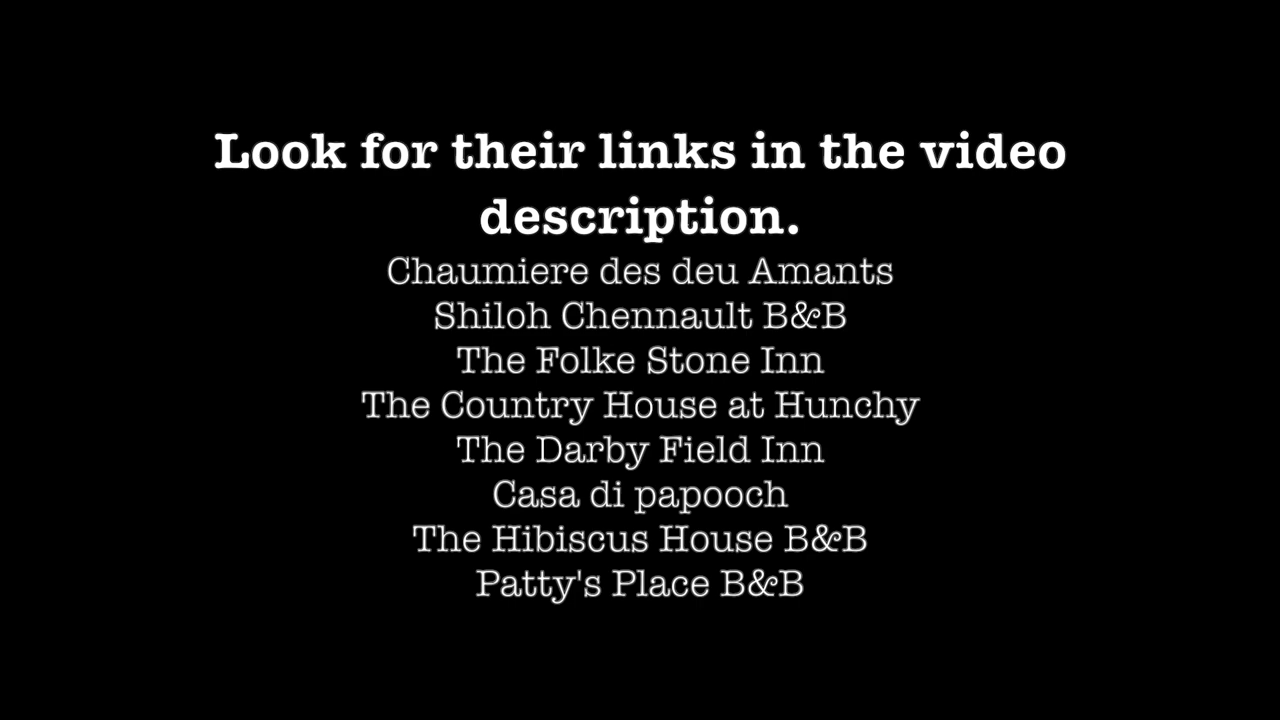 Look for their links in the video
description.
Chaumiere des deu Amants
Shiloh Chennault B&B
The Folke Stone Inn
The Country House at Hunchy
The Darby Field Inn
Casa di papooch
The Hibiscus House B&B
Patty's Place B&B